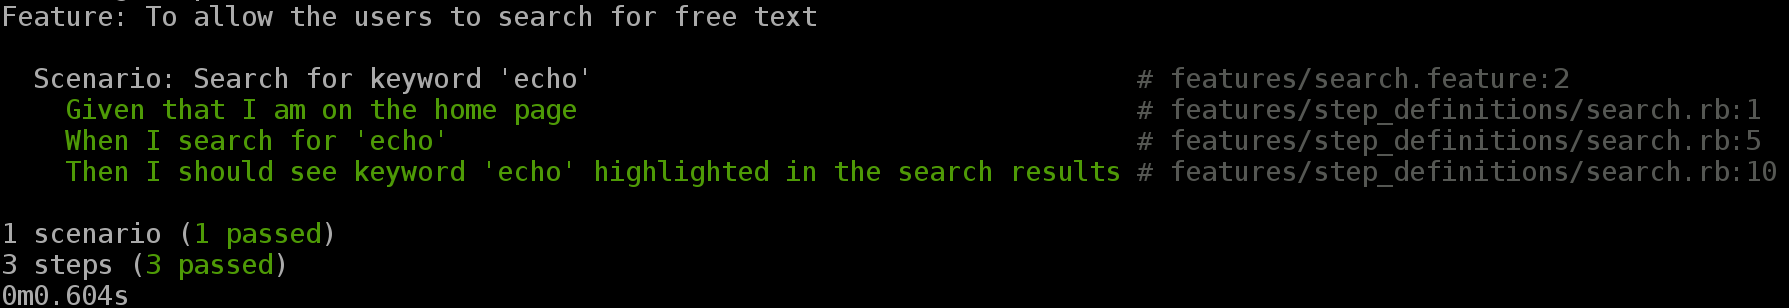 Feature: To allow the users to search for free text
Scenario: Search for keyword 'echo' # features/search.feature:2
Given that I am on the home page # features/step_definitions/search.rb:1
When I search for 'echo' # features/step_definitions/search.rb:5
Then I should see keyword 'echo' highlighted in the search results # features/step_definitions/search.rb:10
1 scenario (1 passed)
3 steps (3 passed)
0m0.604s